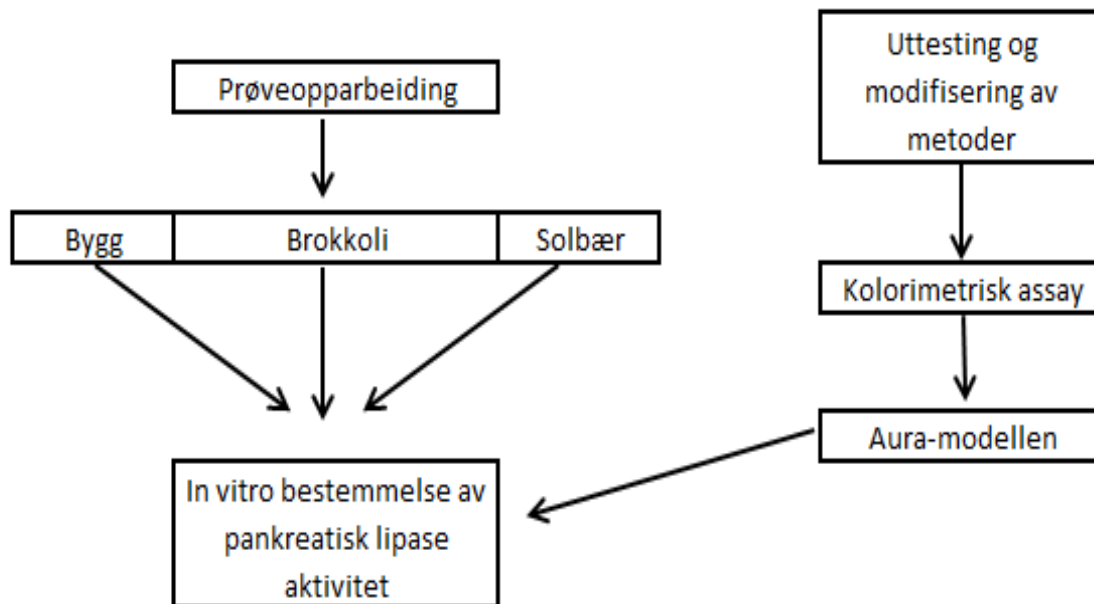 Prøveopparbeiding
Bygg
Brokkoli
Solbær
In vitro bestemmelse av
pankreatisk lipase
aktivitet
Uttesting og
modifisering av
metoder
Kolorimetrisk assay
Aura-modellen